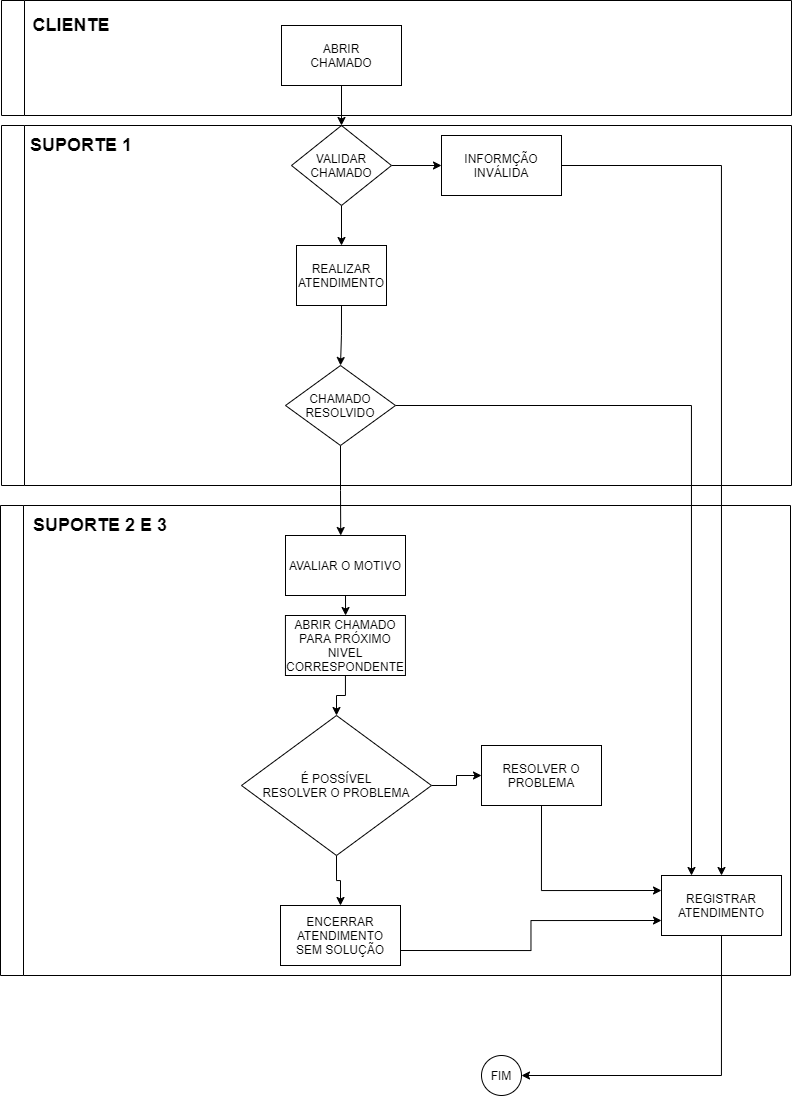 CLIENTE
ABRIR
CHAMADO
SUPORTE 1
VALIDAR
CHAMADO
INFORMÇÃO
INVÁLIDA
REALIZAR
ATENDIMENTO
CHAMADO
RESOLVIDO
SUPORTE 2 E 3
AVALIAR O MOTIVO
ABRIR CHAMADO
PARA PRÓXIMO
NIVEL
CORRESPONDENTE
É POSSÍVEL
RESOLVER O PROBLEMA
RESOLVER O
PROBLEMA
REGISTRAR
ATENDIMENTO
ENCERRAR
ATENDIMENTO
SEM SOLUÇÃO
FIM